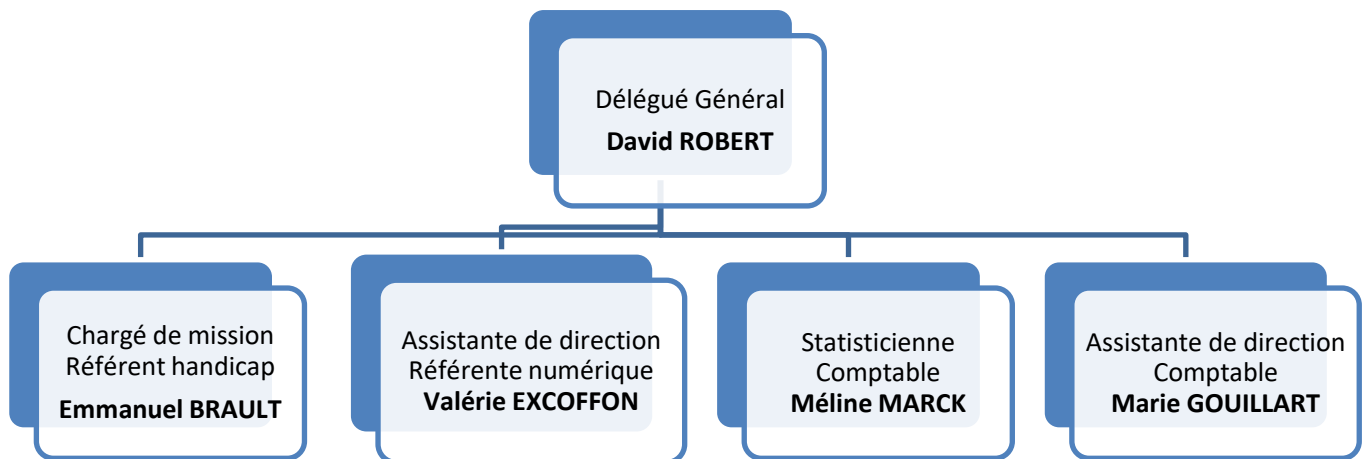 Délégué Général
David ROBERT
Chargé de mission
Référent handicap
Emmanuel BRAULT
Assistante de direction
Référente numérique
Valérie EXCOFFON
Statisticienne
Comptable
Méline MARCK
Assistante de direction
Comptable
Marie GOUILLART